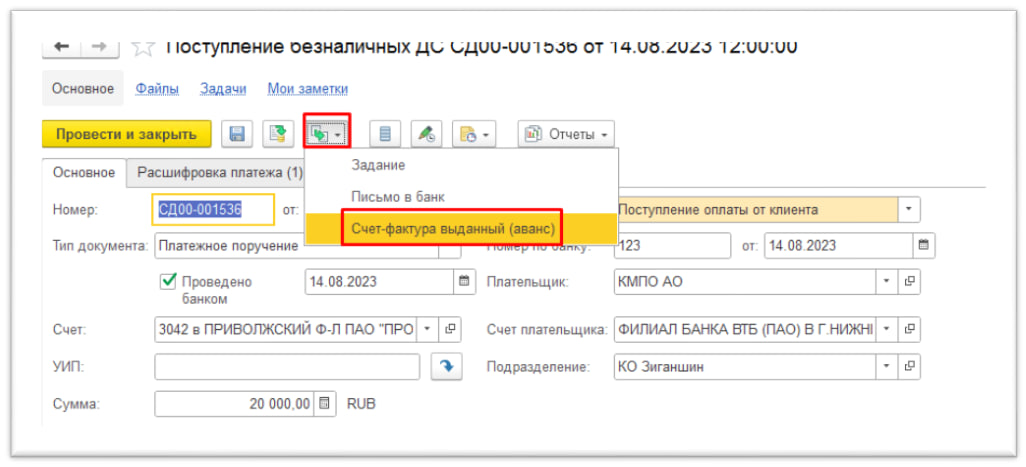 Поступление безналичных ДС СД00-001536 от 14.08.2023 12:00:00
Основное Файлы Задачи Мои заметки
Провести и закрыть Отчеты
Основное Расшифровка платежа (1)
Задание
Письмо в банк
Счет-фактура выданный (аванс)
Номер: СД00-001536 от: Поступление оплаты от клиента
Тип документа: Платежное поручение Номер по банку: 123 от: 14.08.2023
Проведено банком 14.08.2023 Плательщик: КМПО АО
Счет: 3042 в ПРИВОЛЖСКИЙ Ф-Л ПАО "ПРО Счет плательщика: ФИЛИАЛ БАНКА ВТБ (ПАО) В Г.НИЖНI
УИП: Подразделение: КО Зиганшин
Сумма: 20 000,00 RUB